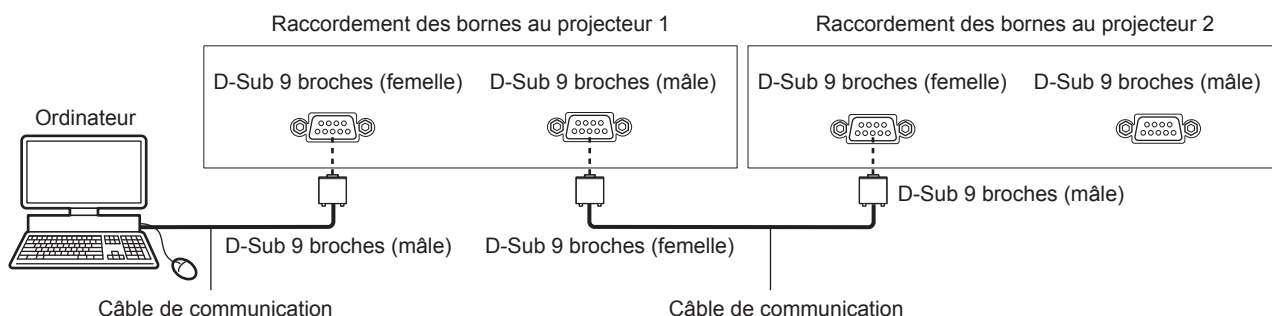 Raccordement des bornes au projecteur 1
Raccordement des bornes au projecteur 2
D-Sub 9 broches (femelle)
D-Sub 9 broches (mâle)
D-Sub 9 broches (femelle)
D-Sub 9 broches (mâle)
Ordinateur
D-Sub 9 broches (mâle)
D-Sub 9 broches (mâle)
D-Sub 9 broches (femelle)
Câble de communication
Câble de communication